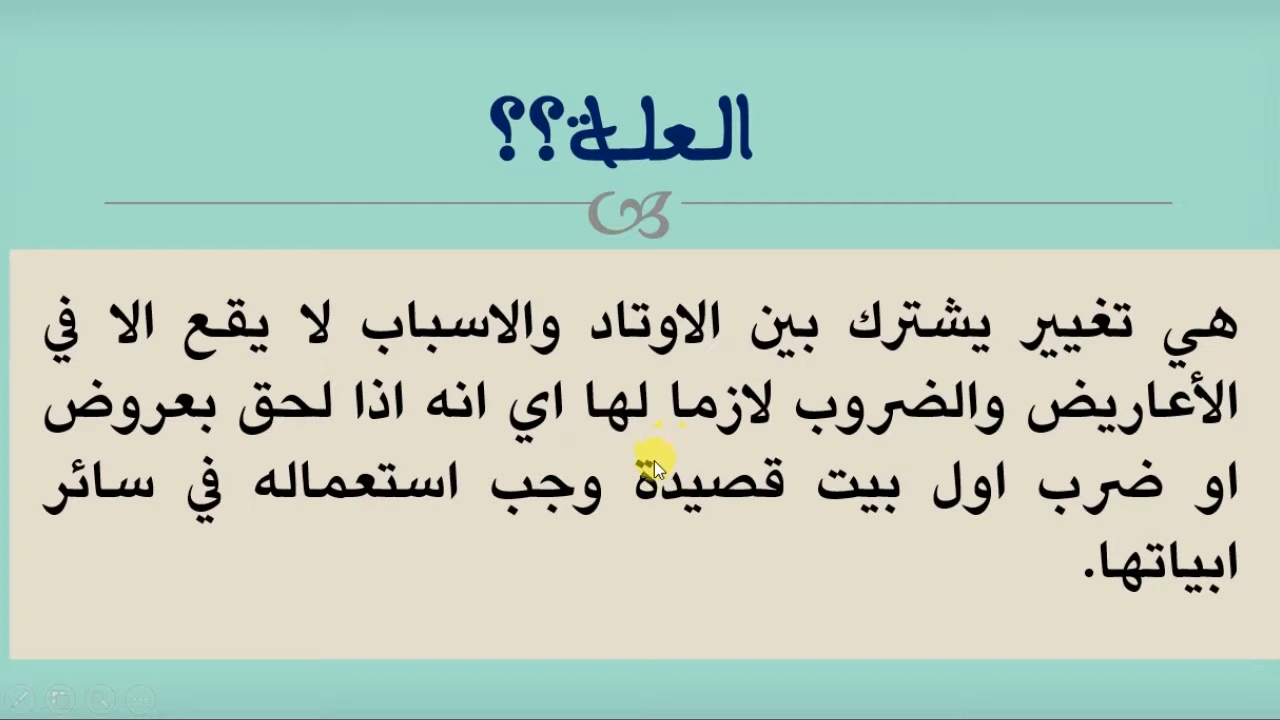 العلة؟؟
هي تغيير يشترك بين الاوتاد والاسباب لا يقع الا في
الأعاريض والضروب لازما لها اي انه اذا لحق بعروض
او ضرب اول بيت قصيدة وجب استعماله في سائر
ابياتها.